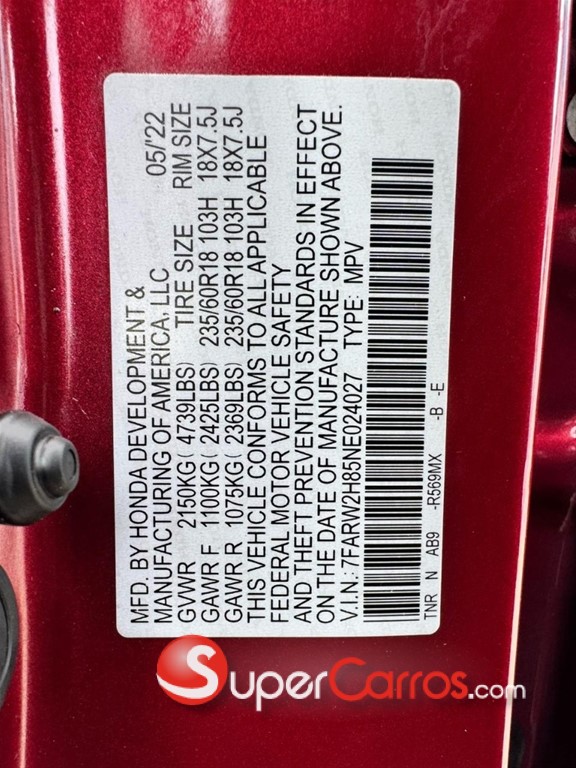 MFD. BY HONDA DEVELOPMENT &
MANUFACTURING OF AMERICA, LLC 05/'22
GVWR 2150KG( 4739LBS) TIRE SIZE RIM SIZE
GAWR F 1100KG( 2425LBS) 235/60R18 103H 18X7.5J
GAWR R 1075KG( 2369LBS) 235/60R18 103H 18X7.5J
THIS VEHICLE CONFORMS TO ALL APPLICABLE
FEDERAL MOTOR VEHICLE SAFETY
AND THEFT PREVENTION STANDARDS IN EFFECT
ON THE DATE OF MANUFACTURE SHOWN ABOVE.
V.I.N.:7FARW2H85NE024027 TYPE: MPV
TNR N AB9 -R569MX -B -E
SuperCarros.com